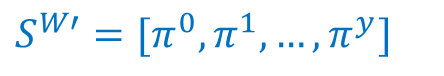 S^{W'} = [π^0, π^1, ..., π^y]